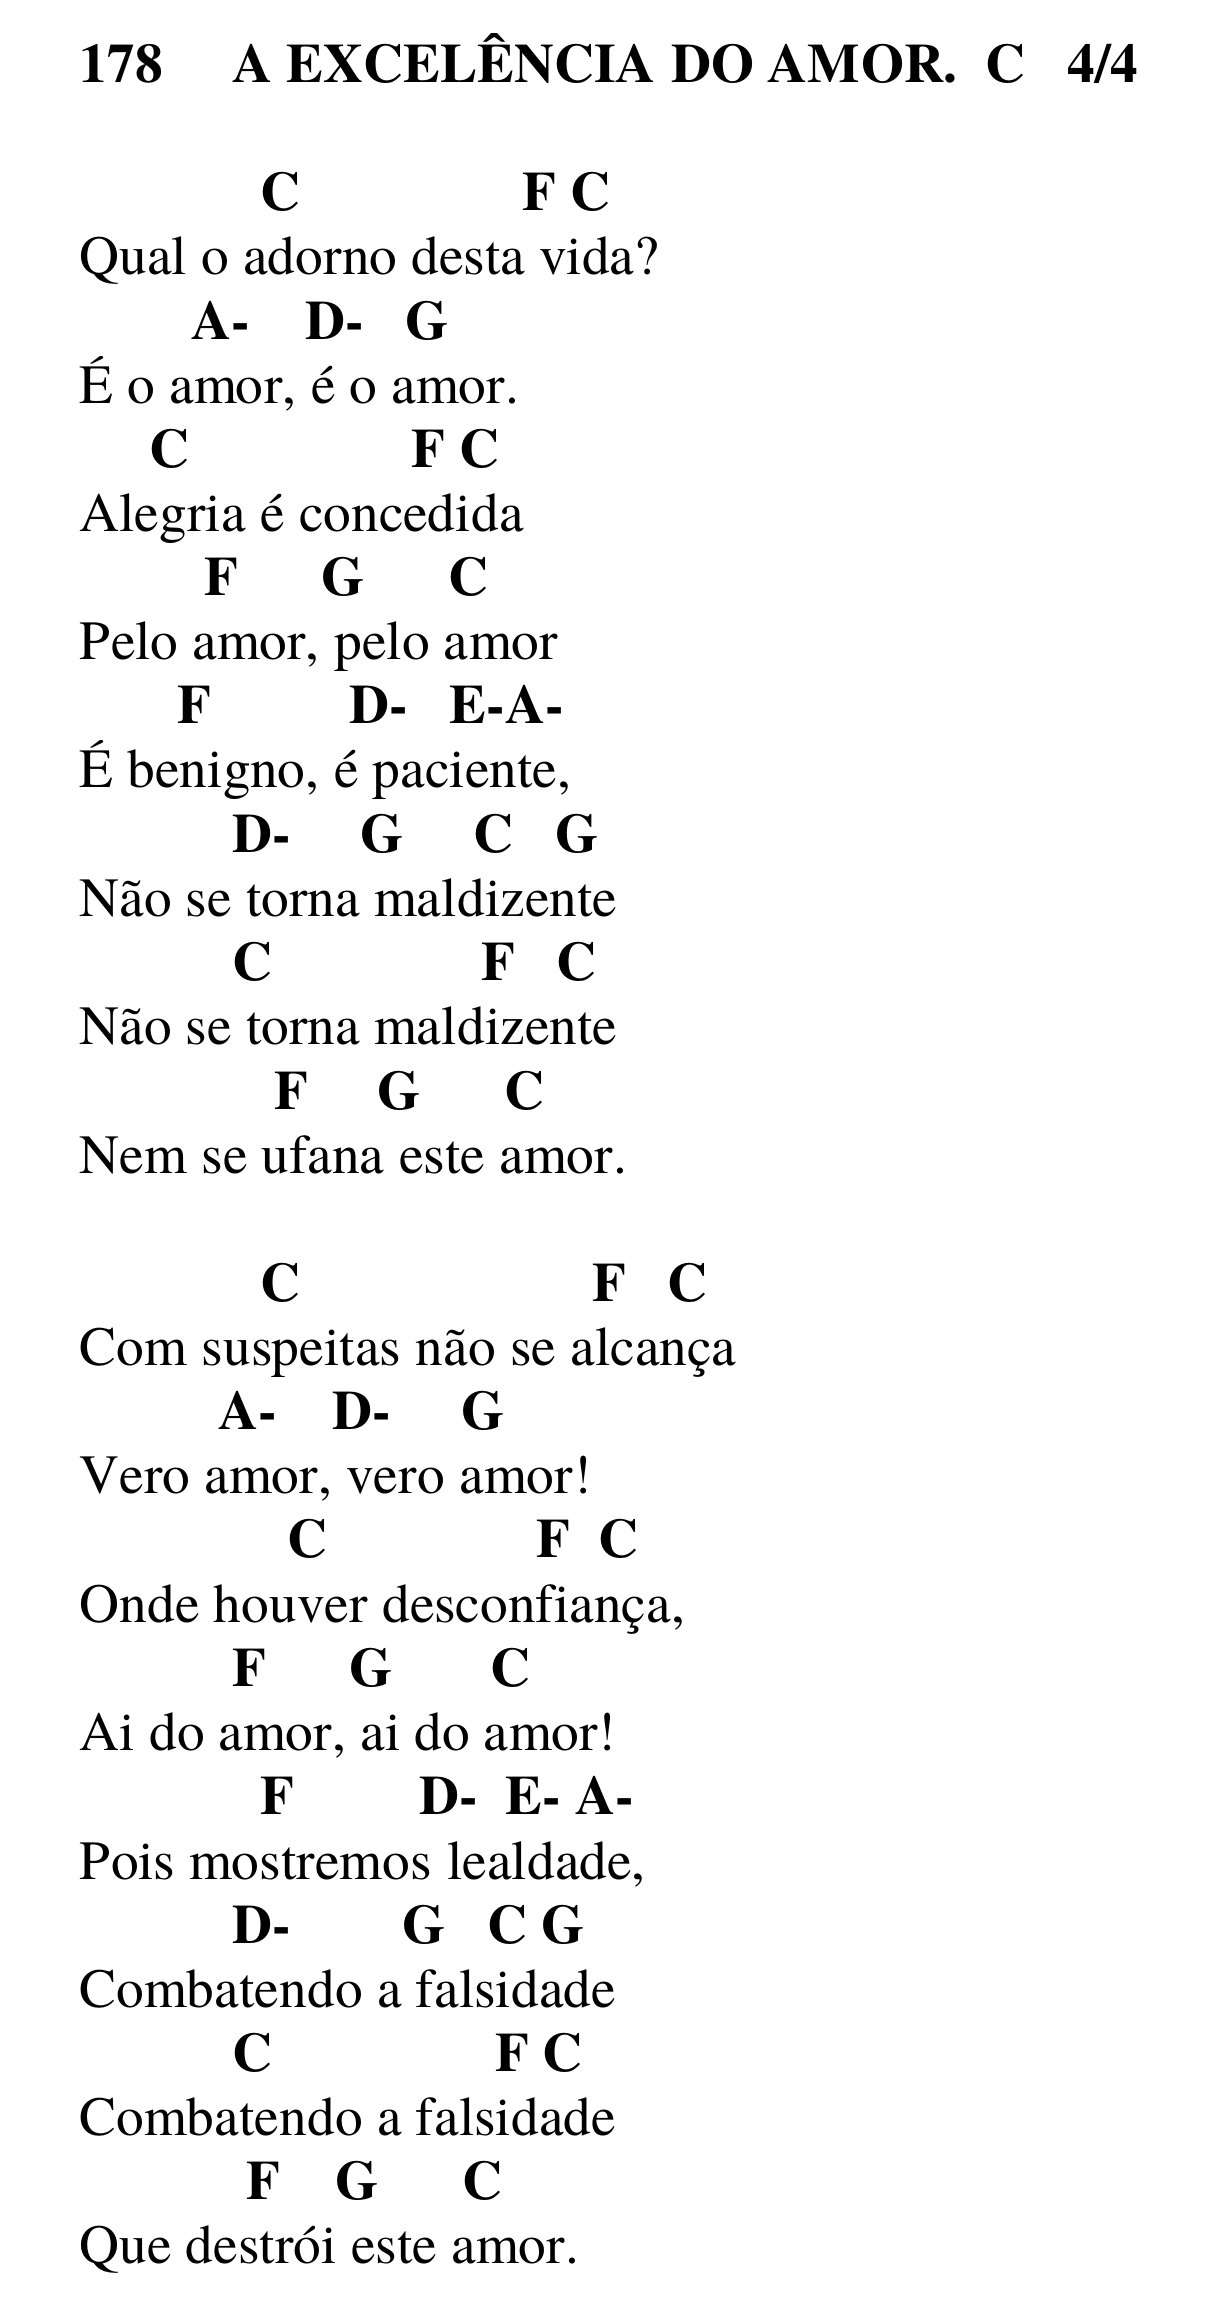 178 A EXCELÊNCIA DO AMOR. C 4/4
C F C
Qual o adorno desta vida?
A- D- G
É o amor, é o amor.
C F C
Alegria é concedida
F G C
Pelo amor, pelo amor
F D- E-A-
É benigno, é paciente,
D- G C G
Não se torna maldizente
C F C
Não se torna maldizente
F G C
Nem se ufana este amor.
C F C
Com suspeitas não se alcança
A- D- G
Vero amor, vero amor!
C F C
Onde houver desconfiança,
F G C
Ai do amor, ai do amor!
F D- E- A-
Pois mostremos lealdade,
D- G C G
Combatendo a falsidade
C F C
Combatendo a falsidade
F G C
Que destrói este amor.